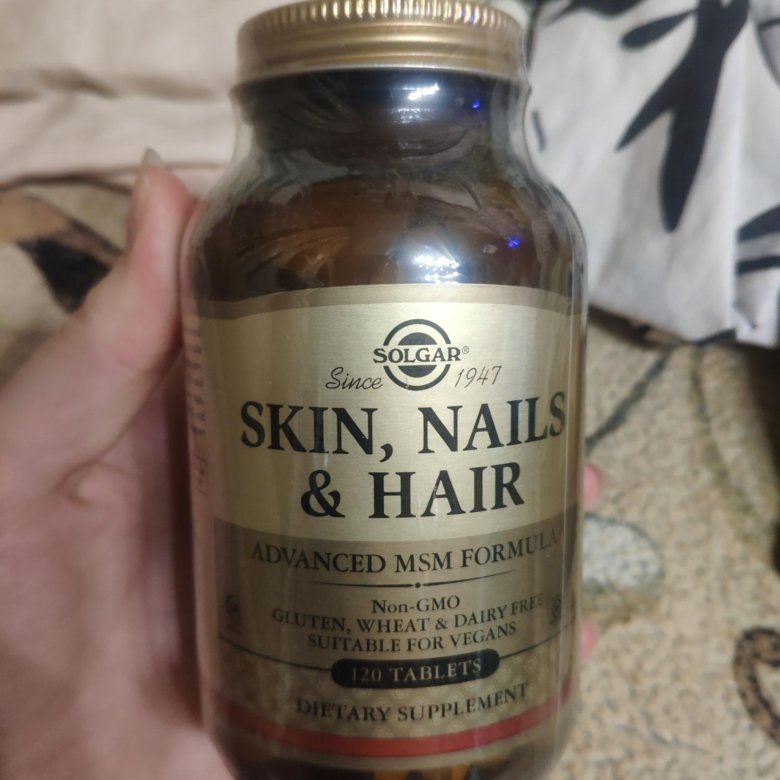 SOLGAR®
Since 1947
SKIN, NAILS
& HAIR
ADVANCED MSM FORMULA
Non-GMO
GLUTEN, WHEAT & DAIRY FREE
SUITABLE FOR VEGANS
120 TABLETS
DIETARY SUPPLEMENT